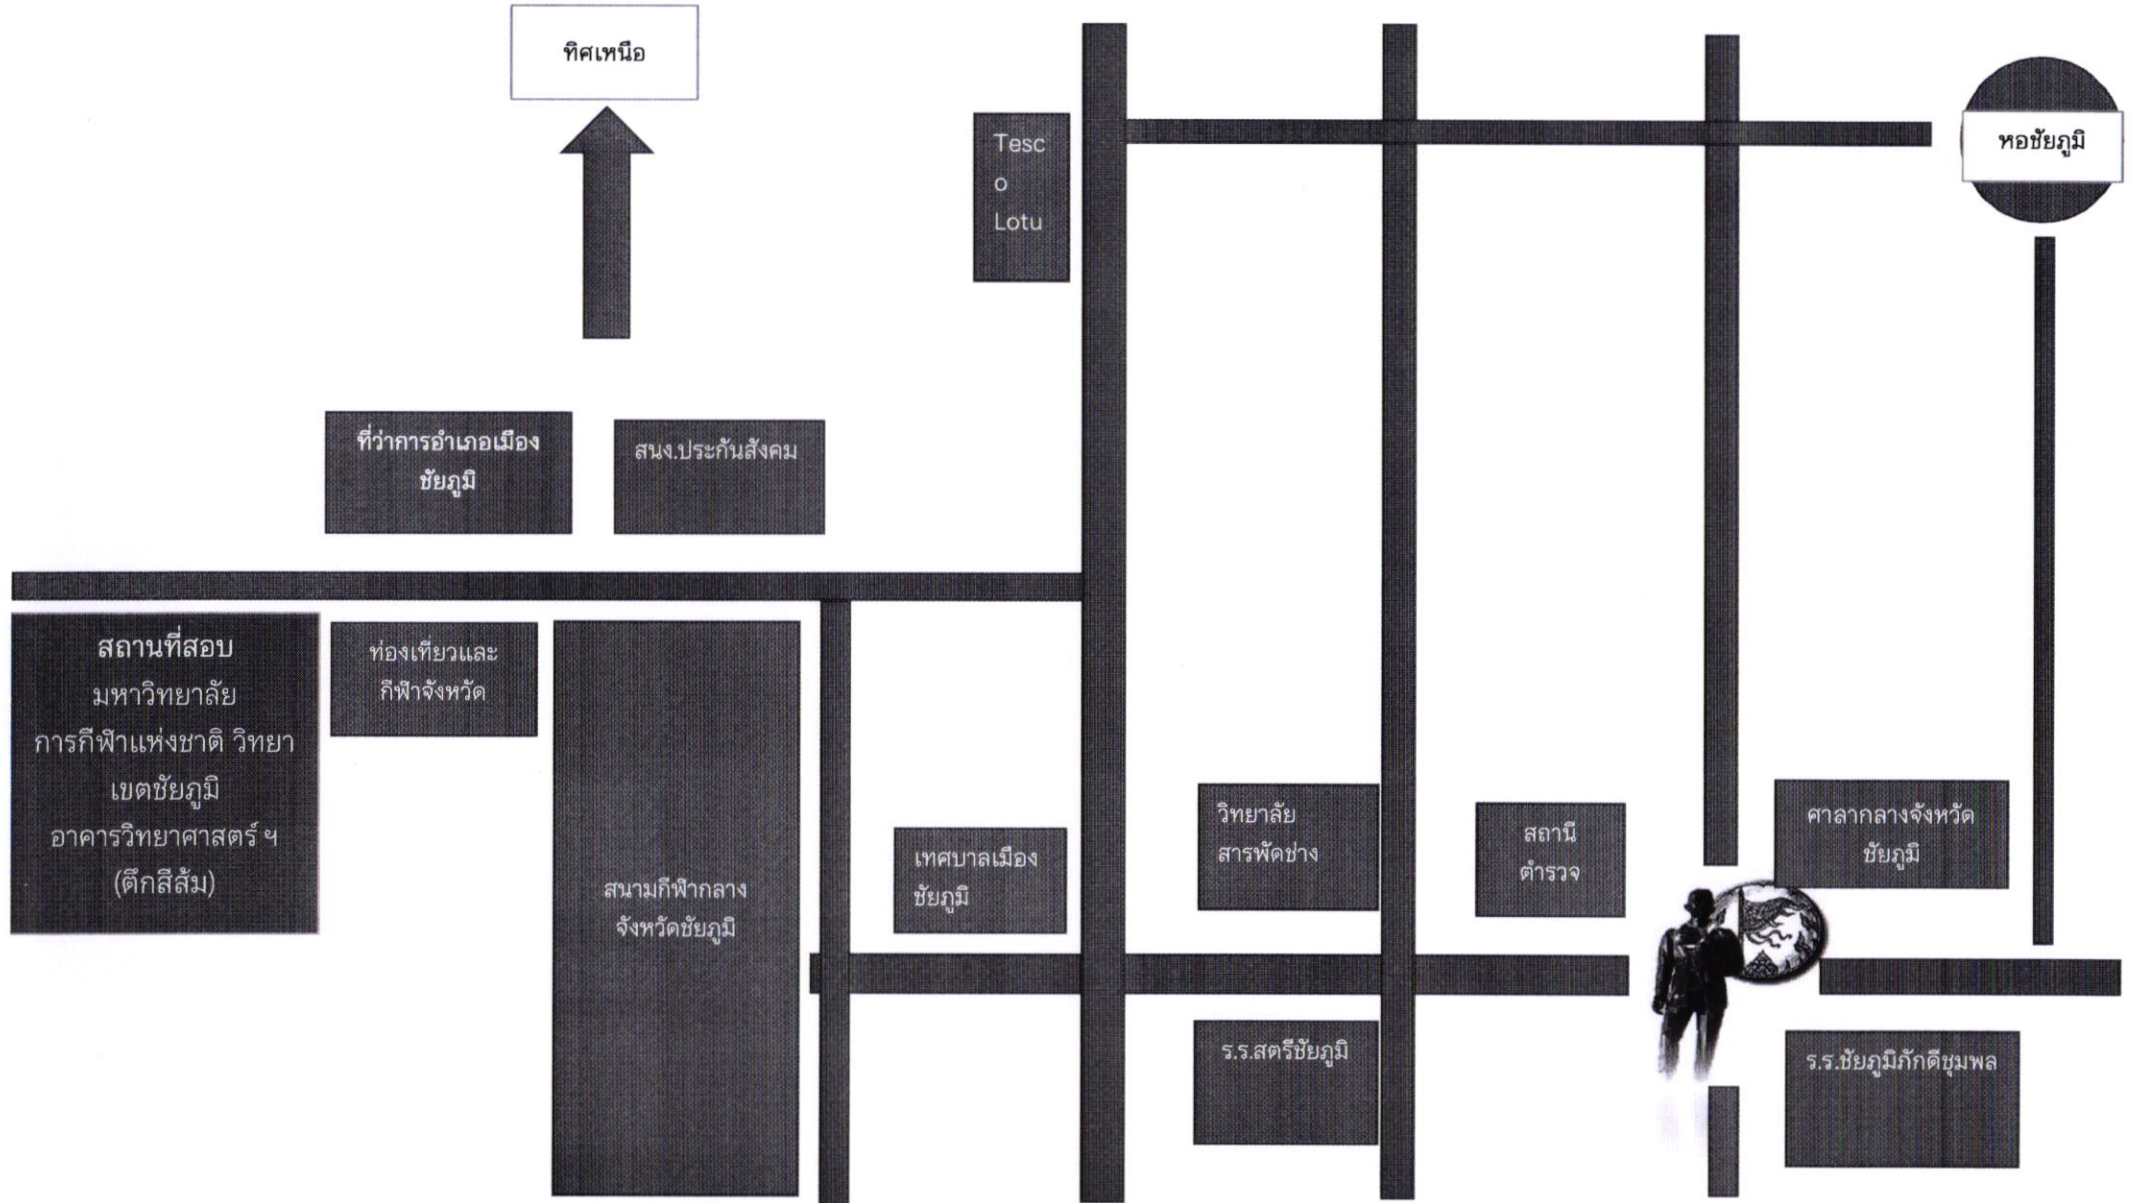 ทิศเหนือ
Tesc
o
Lotu
หอชัยภูมิ
ที่ว่าการอำเภอเมือง
ชัยภูมิ
สนง.ประกันสังคม
สถานที่สอบ
มหาวิทยาลัย
การกีฬาแห่งชาติ วิทยา
เขตชัยภูมิ
อาคารวิทยาศาสตร์ ฯ
(ตึกสีส้ม)
ท่องเที่ยวและ
กีฬาจังหวัด
สนามกีฬากลาง
จังหวัดชัยภูมิ
เทศบาลเมือง
ชัยภูมิ
วิทยาลัย
สารพัดช่าง
สถานี
ตำรวจ
ศาลากลางจังหวัด
ชัยภูมิ
ร.ร.สตรีชัยภูมิ
ร.ร.ชัยภูมิภักดีชุมพล